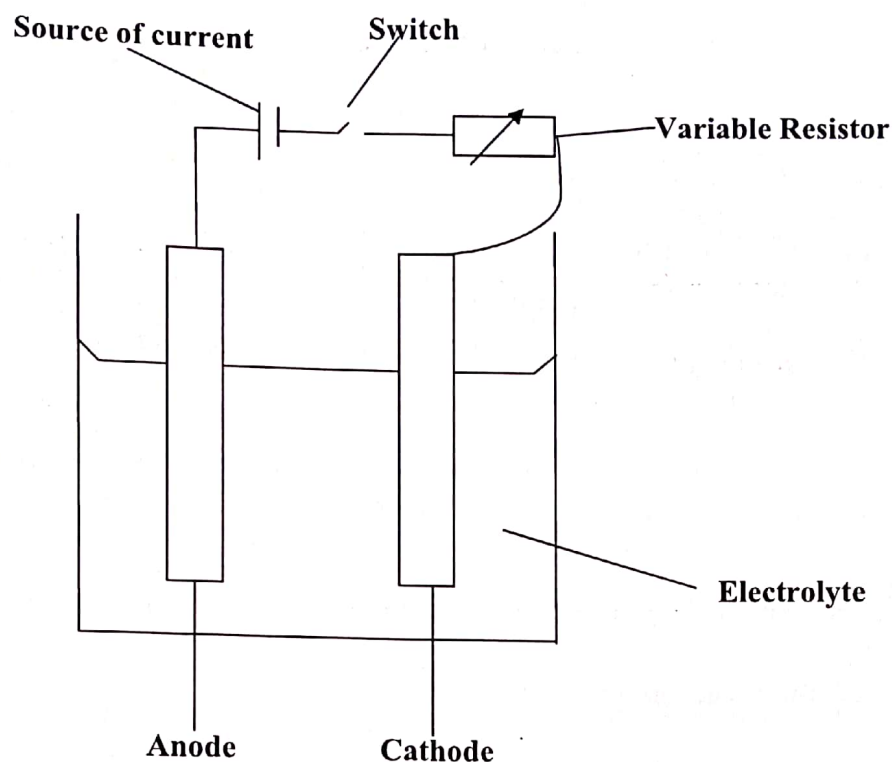 Source of current
Switch
Variable Resistor
Electrolyte
Anode
Cathode